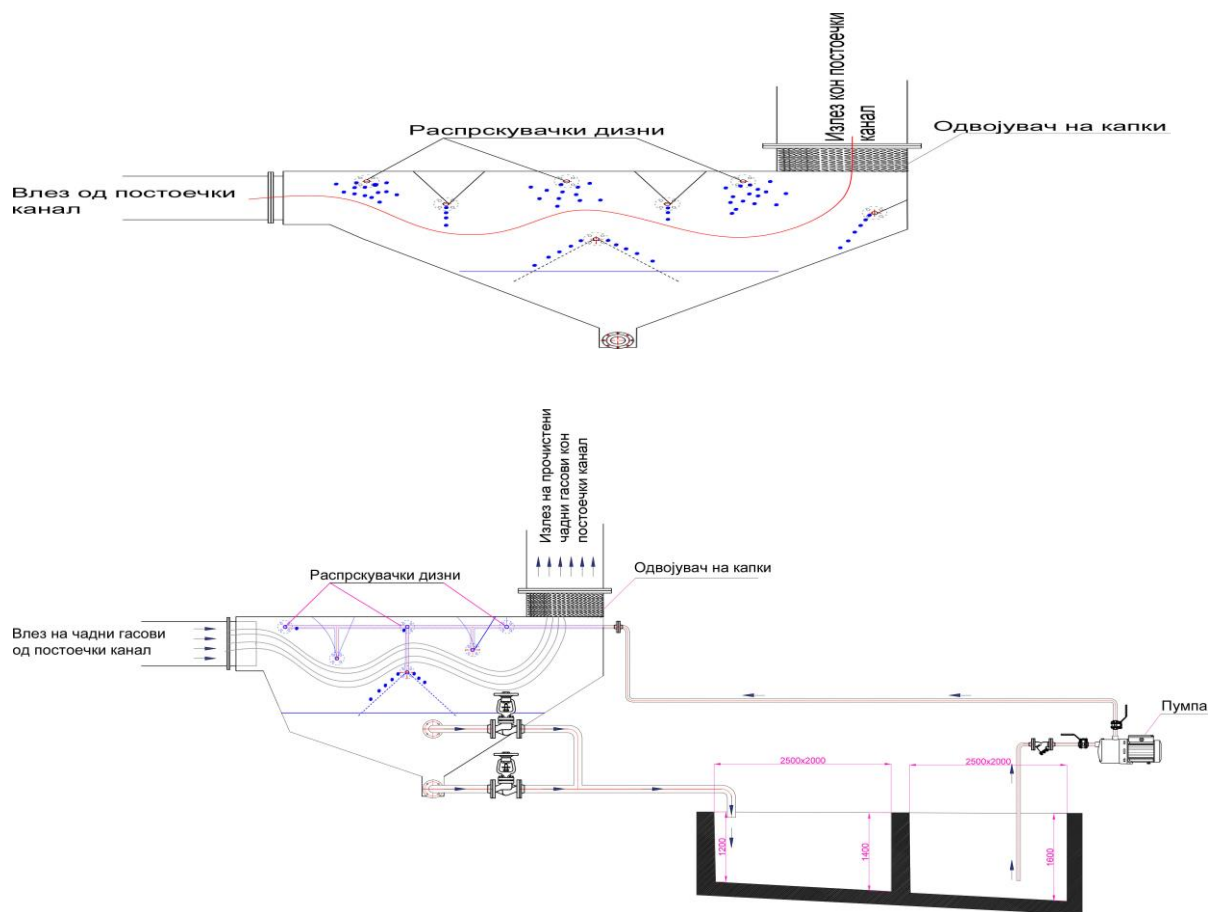 Излез кон постоечки
канал
Распрскувачки дизни
Одвојувач на капки
Влез од постоечки
канал
Излез на прочистени
чадни гасови кон
постоечки канал
Распрскувачки дизни
Одвојувач на капки
Влез на чадни гасови
од постоечки канал
Пумпа
2500x2000
2500x2000
1200
1400
1600